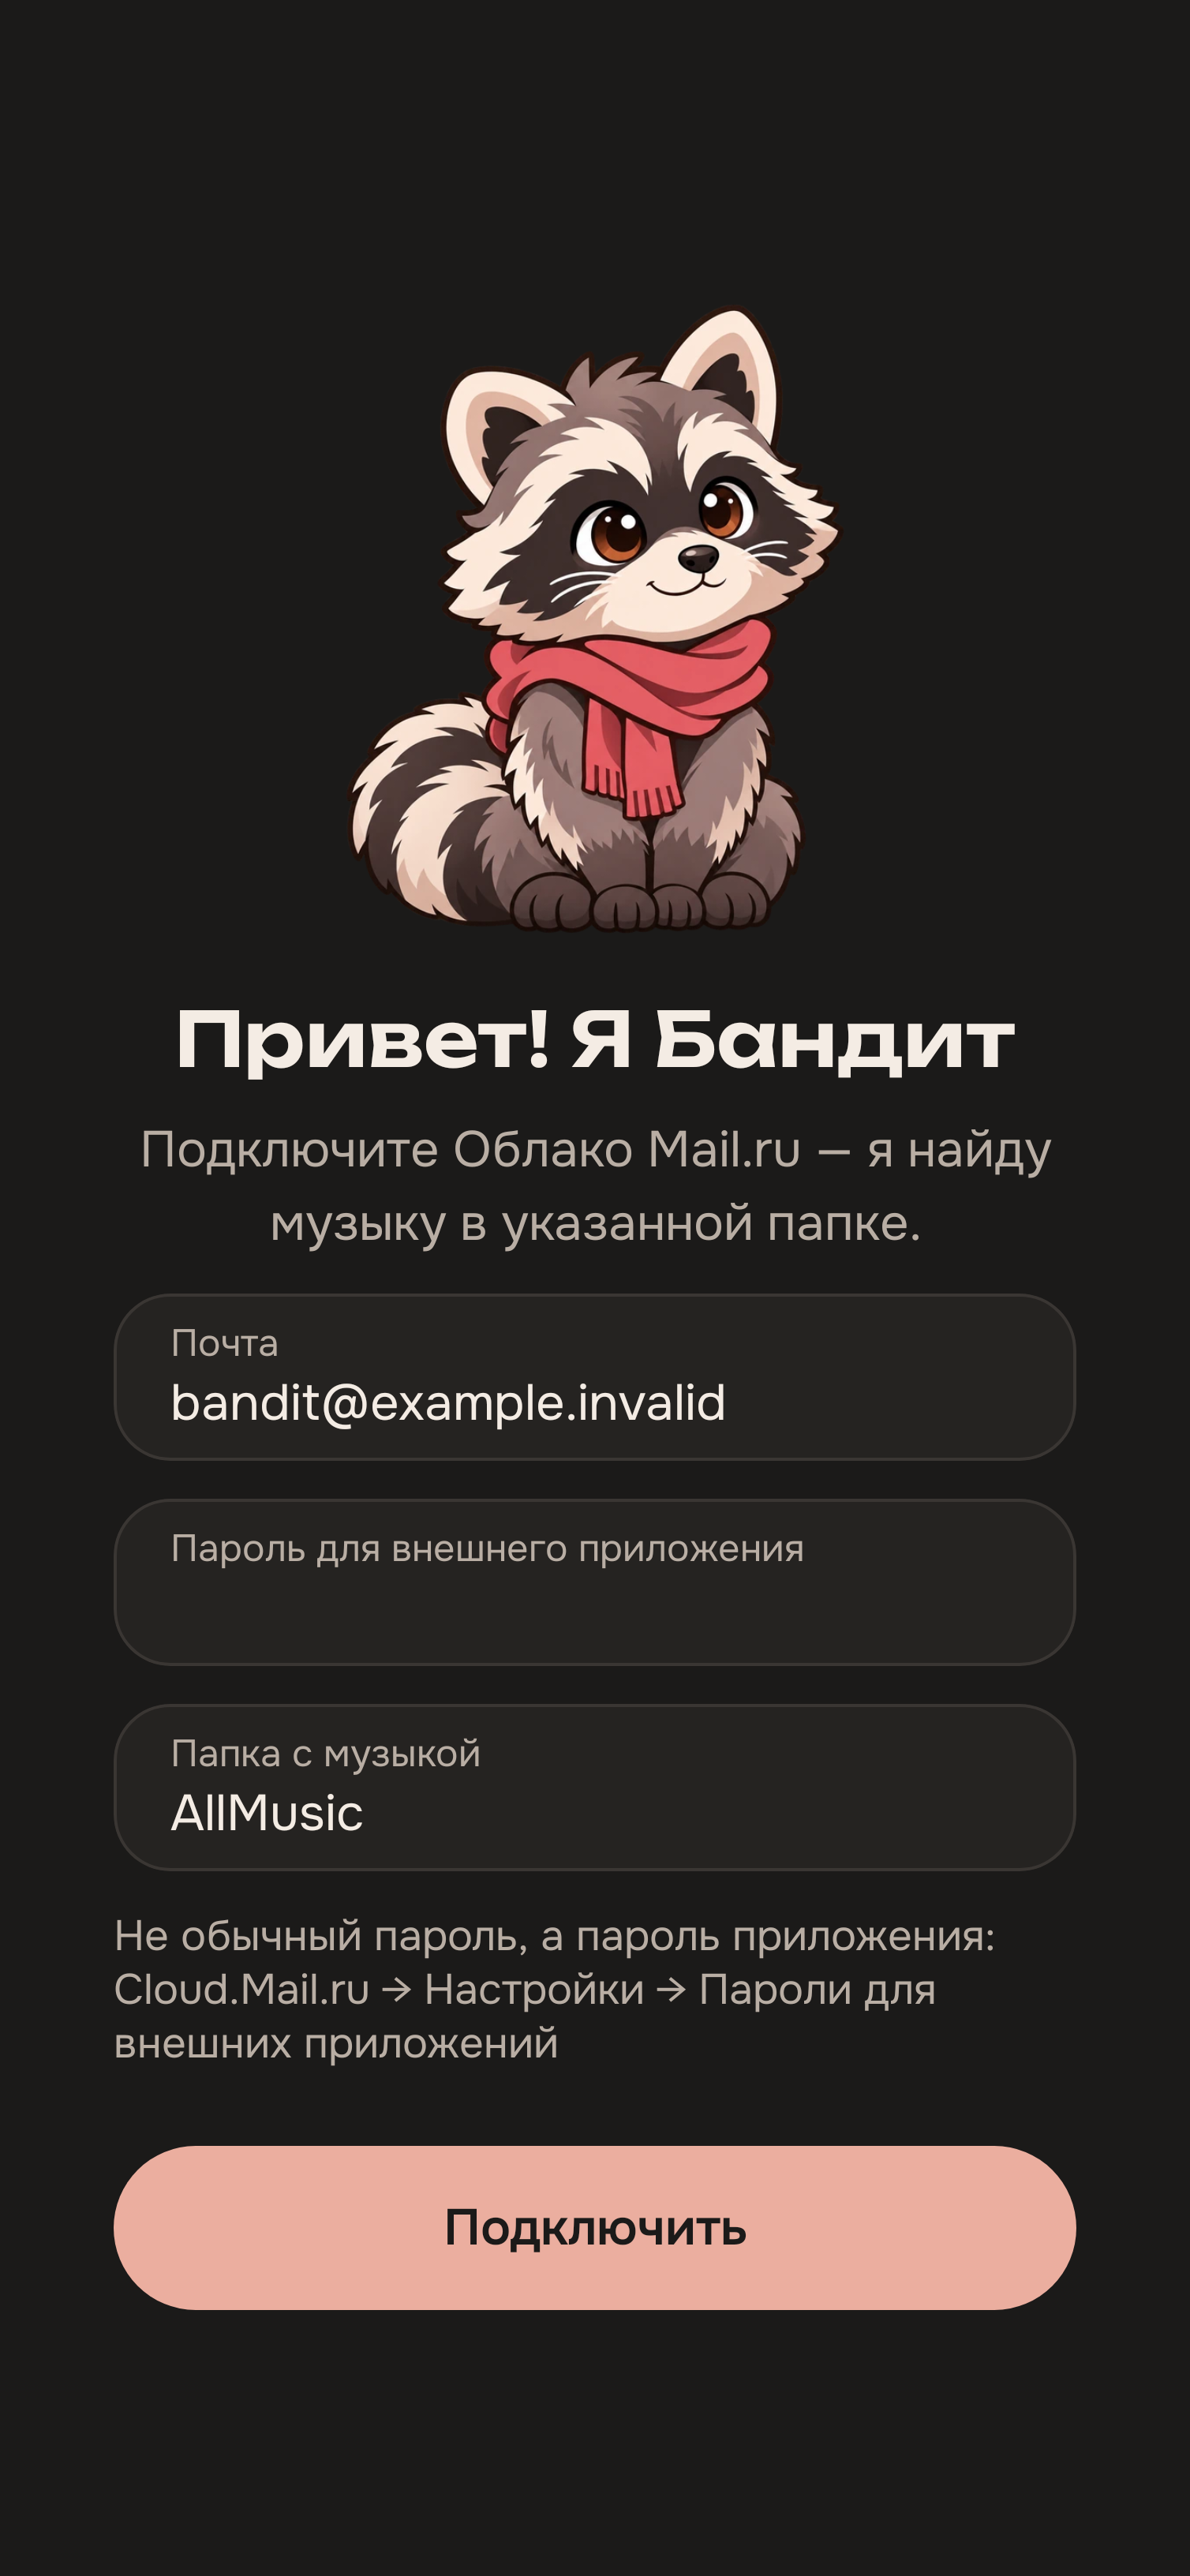 Привет! Я Бандит
Подключите Облако Mail.ru — я найду
музыку в указанной папке.
Почта
bandit@example.invalid
Пароль для внешнего приложения
Папка с музыкой
AllMusic
Не обычный пароль, а пароль приложения:
Cloud.Mail.ru → Настройки → Пароли для
внешних приложений
Подключить